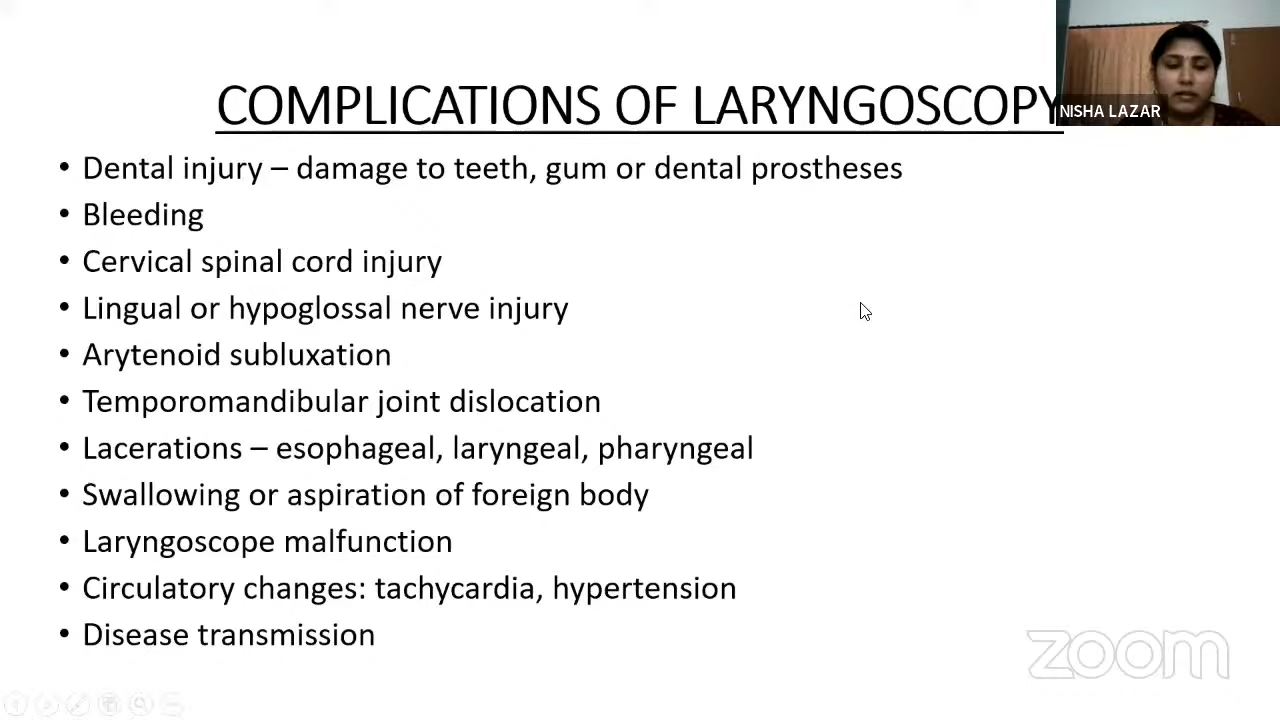 COMPLICATIONS OF LARYNGOSCOPY
NISHA LAZAR
• Dental injury – damage to teeth, gum or dental prostheses
• Bleeding
• Cervical spinal cord injury
• Lingual or hypoglossal nerve injury
• Arytenoid subluxation
• Temporomandibular joint dislocation
• Lacerations – esophageal, laryngeal, pharyngeal
• Swallowing or aspiration of foreign body
• Laryngoscope malfunction
• Circulatory changes: tachycardia, hypertension
• Disease transmission
zoom